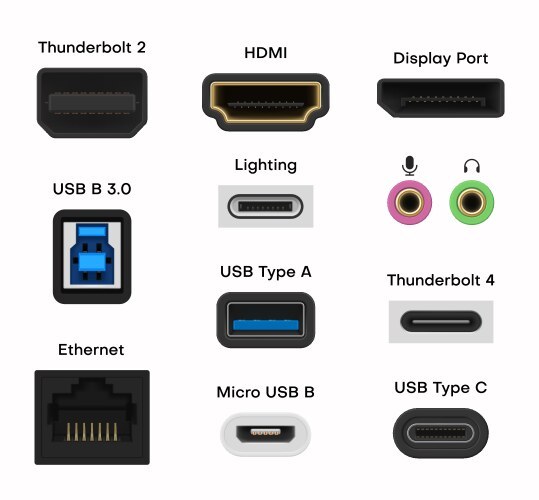 Thunderbolt 2
HDMI
Display Port
Lighting
USB B 3.0
USB Type A
Thunderbolt 4
Ethernet
Micro USB B
USB Type C